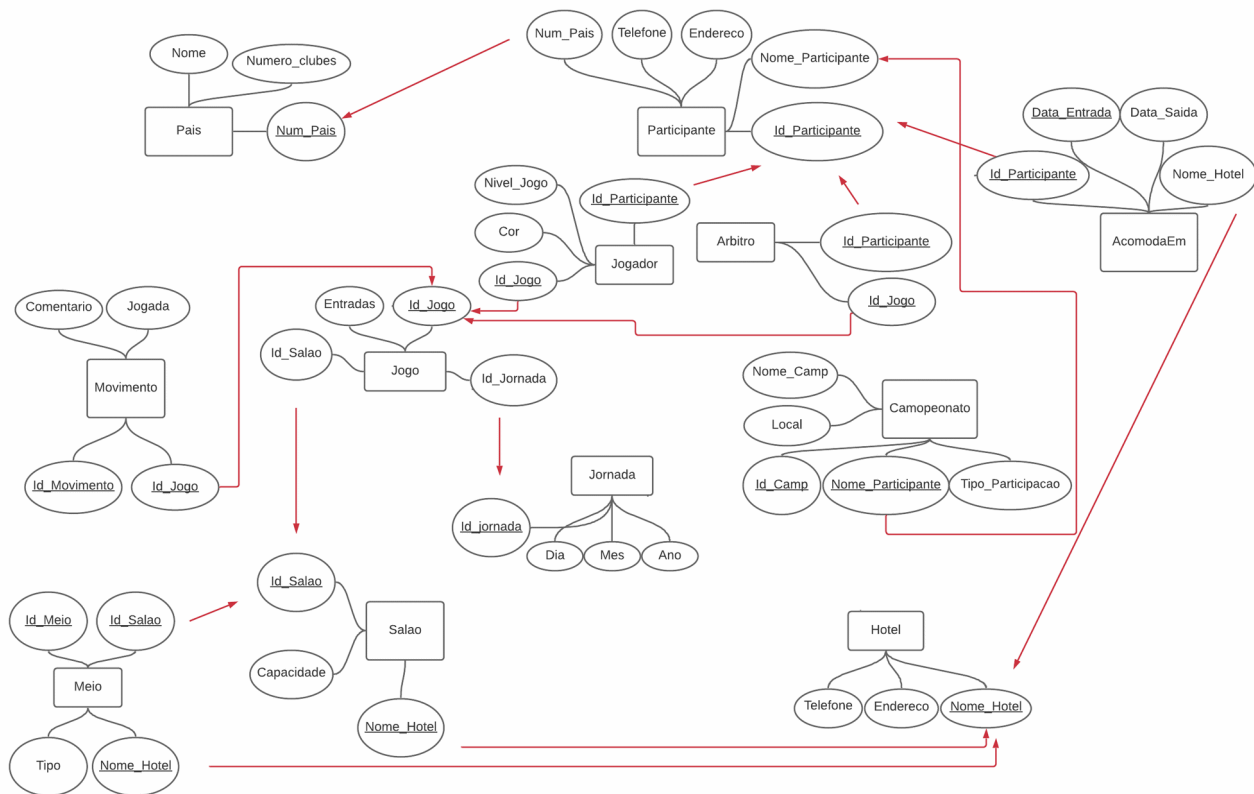 Nome
Numero_clubes
Pais
Num_Pais
Num_Pais
Telefone
Endereco
Nome_Participante
Participante
Id_Participante
Data_Entrada
Data_Saida
Id_Participante
Nome_Hotel
AcomodaEm
Nivel_Jogo
Id_Participante
Cor
Id_Jogo
Jogador
Arbitro
Id_Participante
Id_Jogo
Comentario
Jogada
Movimento
Id_Movimento
Id_Jogo
Entradas
Id_Jogo
Id_Salao
Jogo
Id_Jornada
Nome_Camp
Local
Camopeonato
Id_Camp
Nome_Participante
Tipo_Participacao
Jornada
Id_jornada
Dia
Mes
Ano
Id_Salao
Capacidade
Salao
Nome_Hotel
Id_Meio
Id_Salao
Meio
Tipo
Nome_Hotel
Hotel
Telefone
Endereco
Nome_Hotel